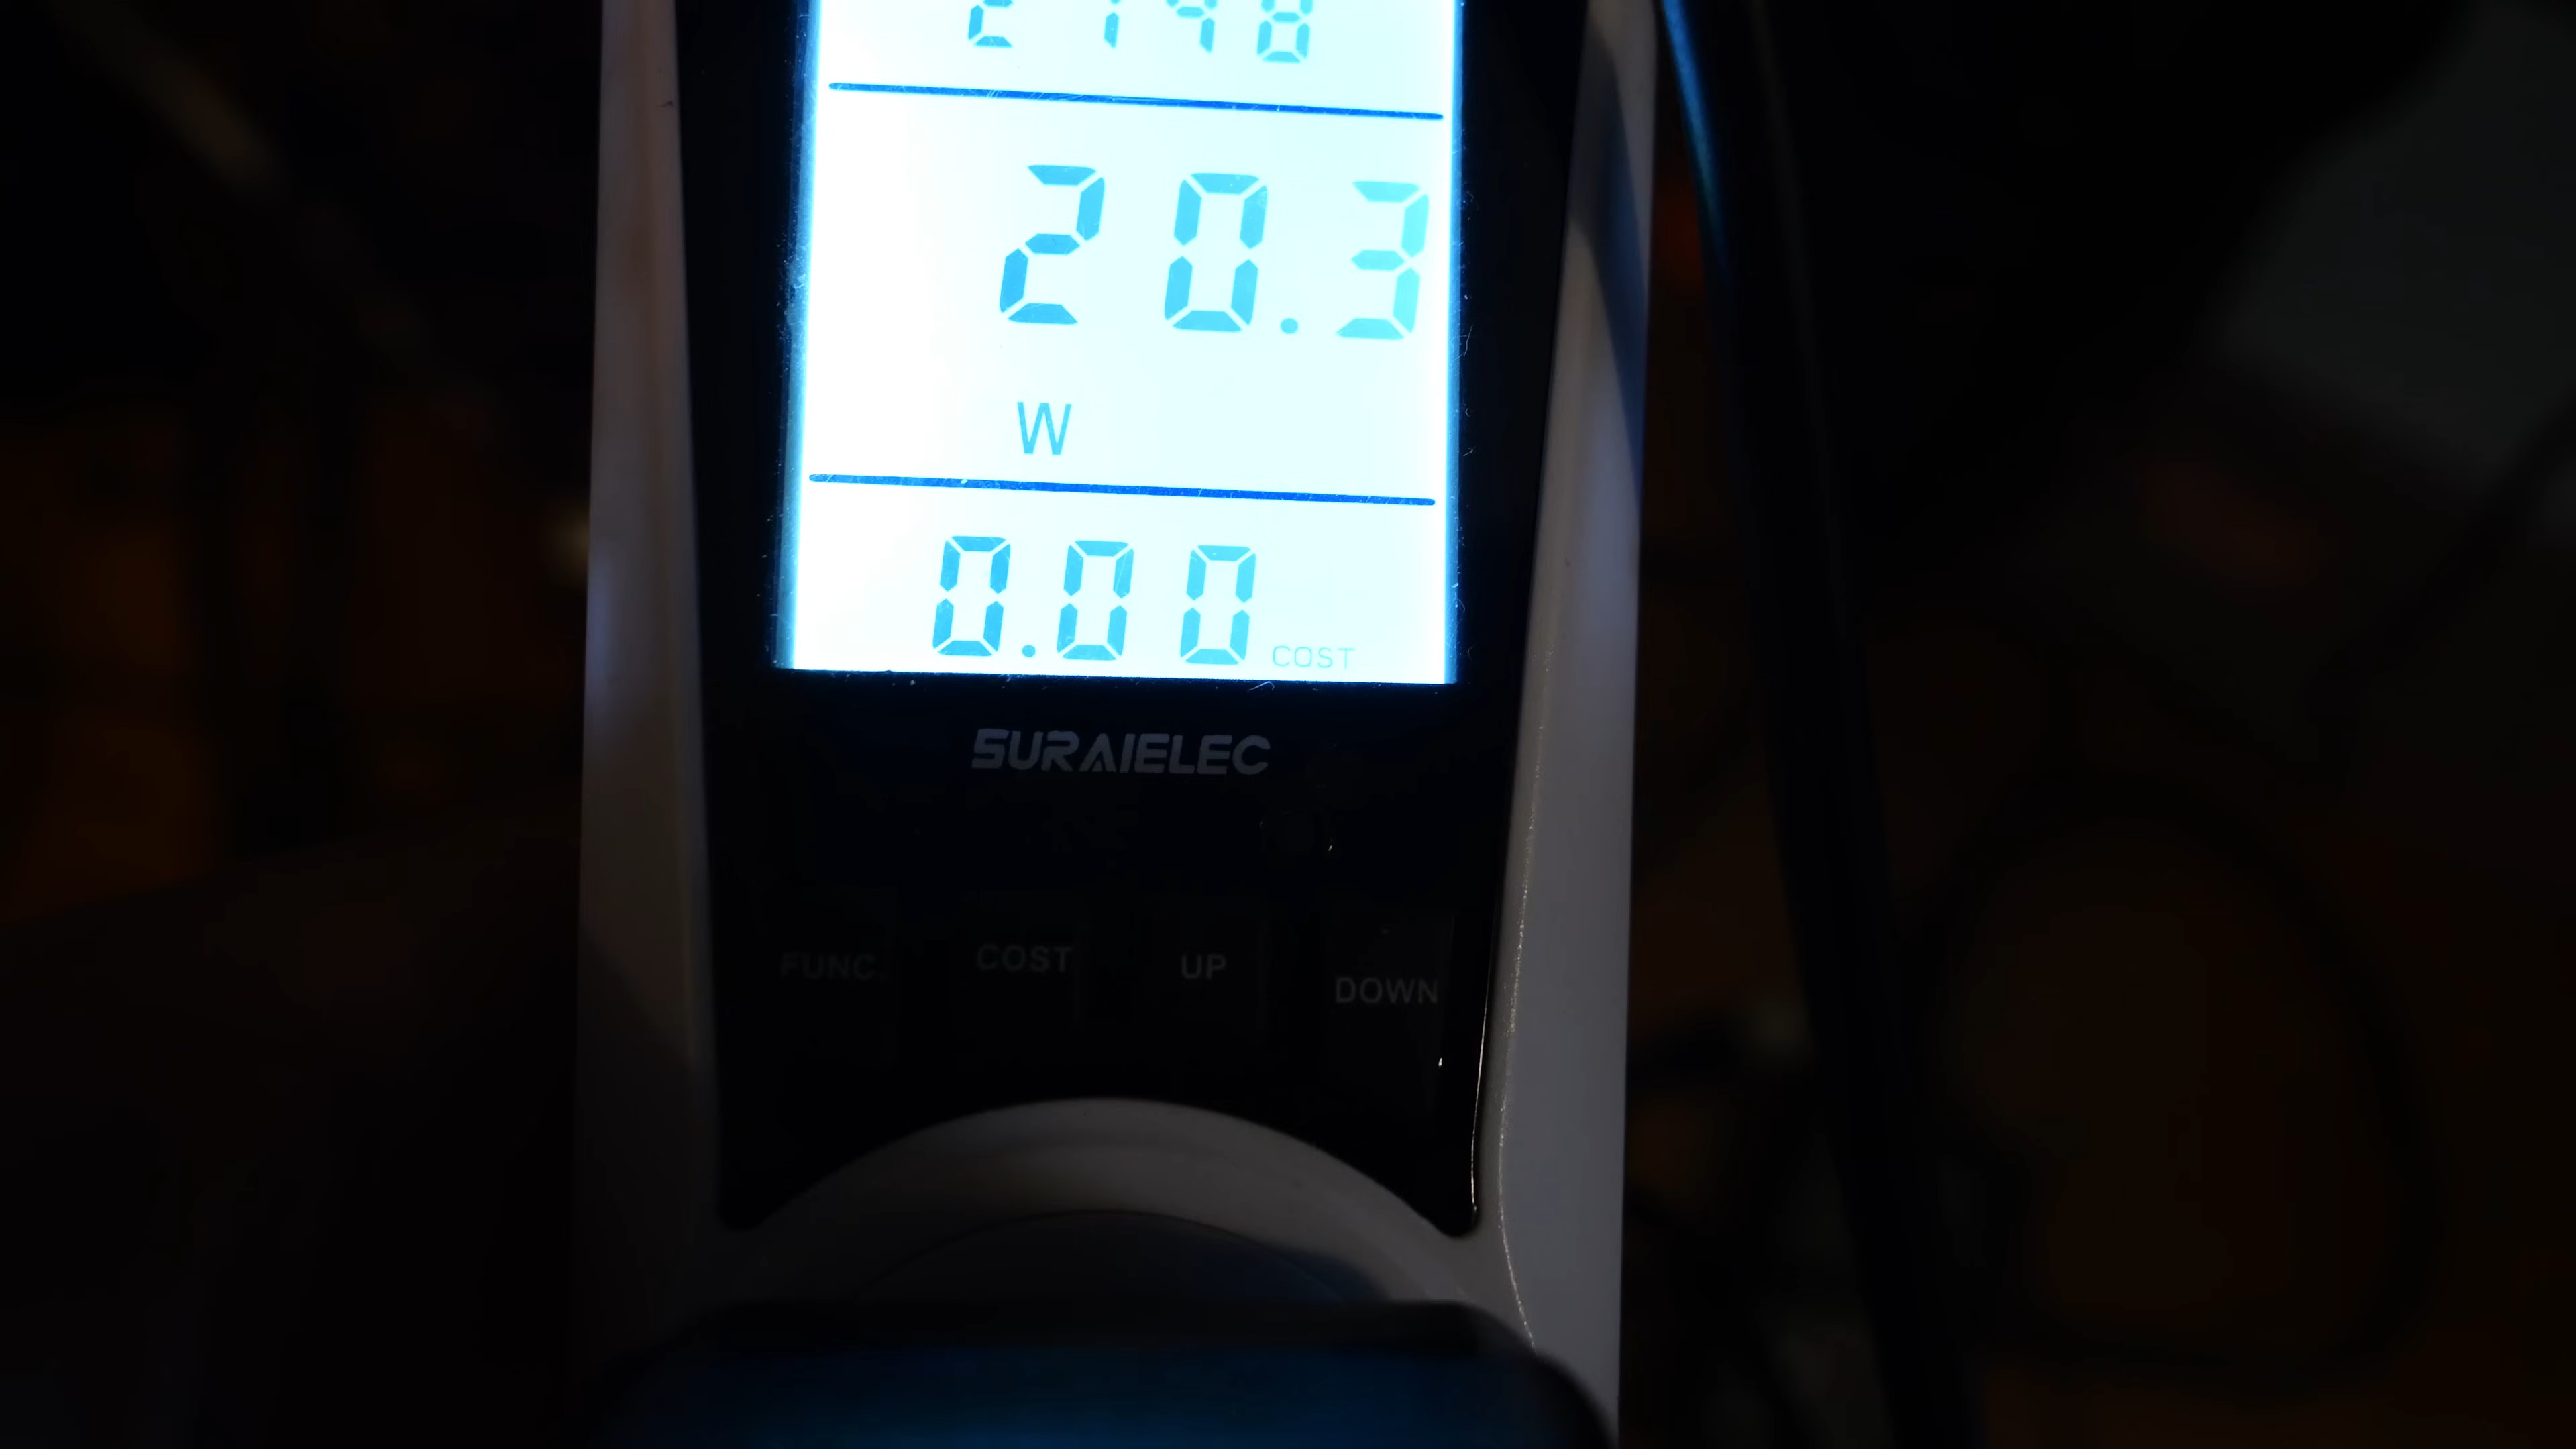 20.3
W
0.00 COST
SURAIELEC
FUNC. COST UP DOWN